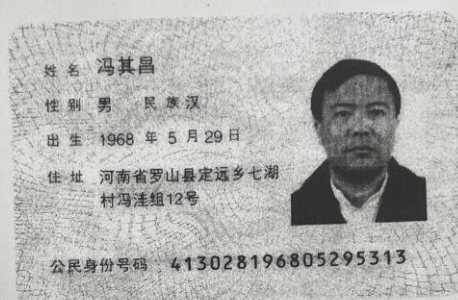 姓名 冯其昌
性别 男 民族汉
出生 1968 年 5 月 29 日
住址 河南省罗山县定远乡七湖
村冯洼组12号
公民身份号码 413028196805295313